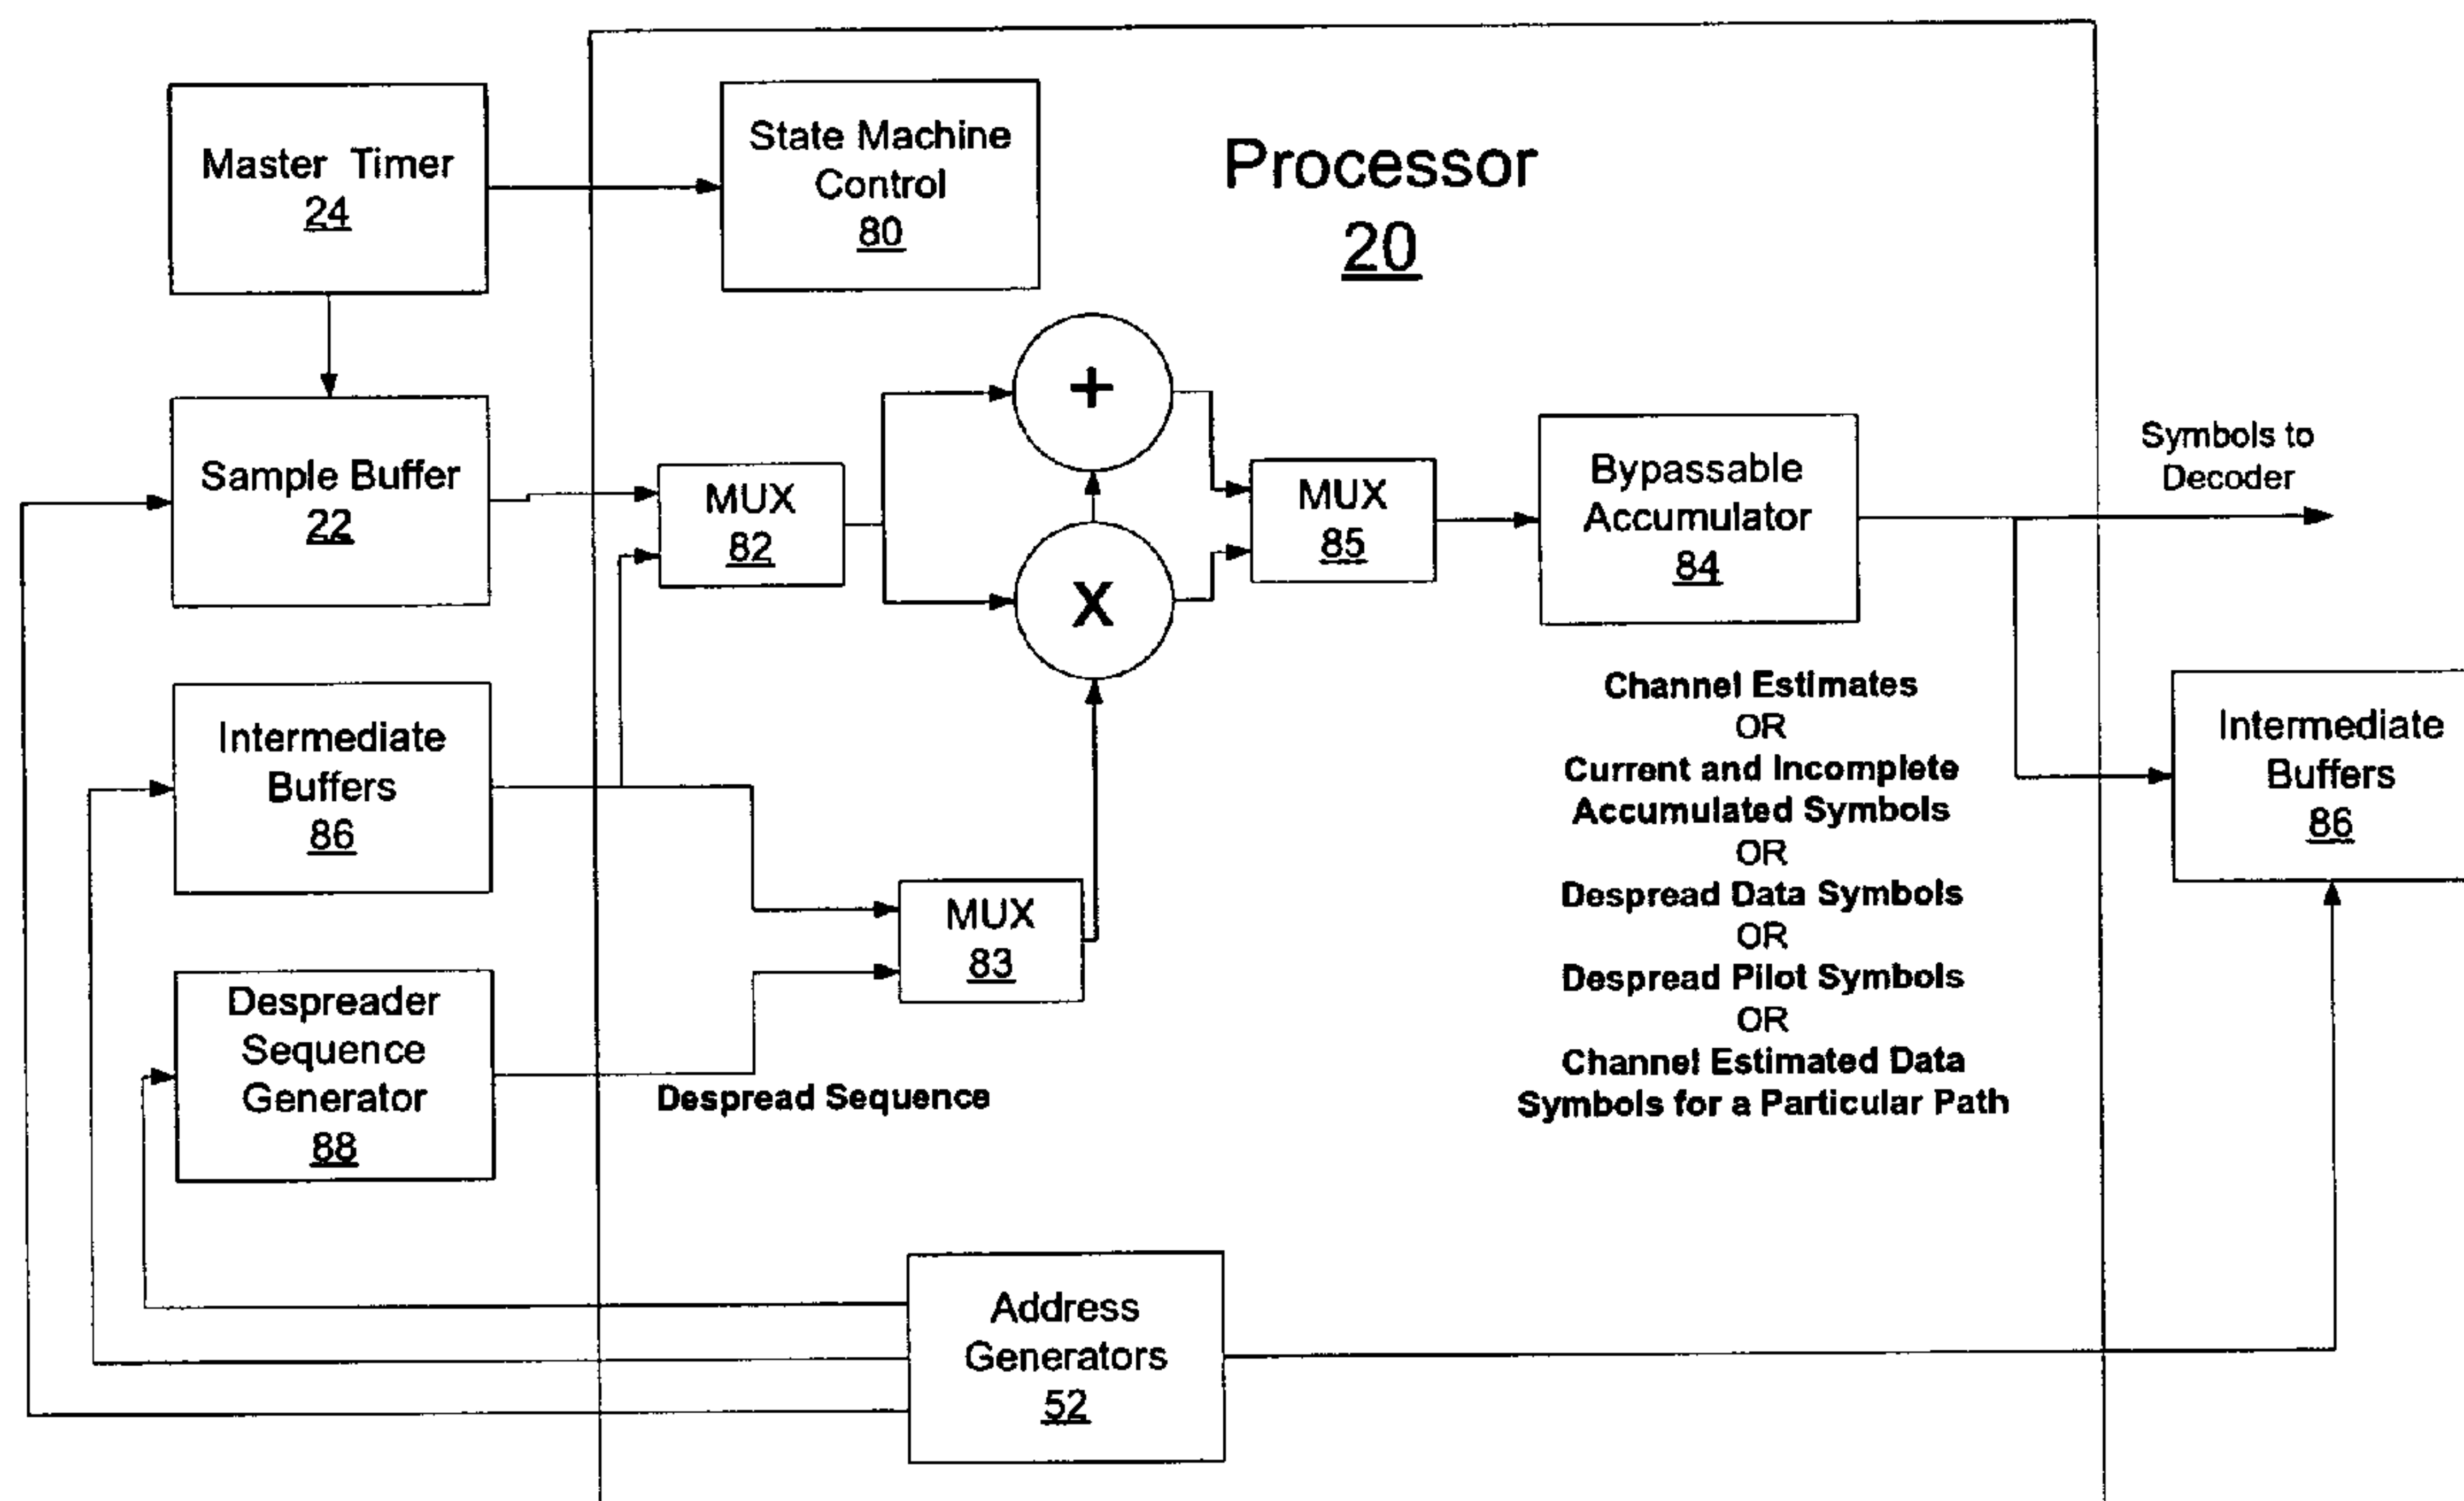 Master Timer
24
State Machine
Control
80
Processor
20
Sample Buffer
22
MUX
82
+
X
MUX
85
Bypassable
Accumulator
84
Symbols to
Decoder
Intermediate
Buffers
86
Intermediate
Buffers
86
MUX
83
Despreader
Sequence
Generator
88
Despread Sequence
Channel Estimates
OR
Current and Incomplete
Accumulated Symbols
OR
Despread Data Symbols
OR
Despread Pilot Symbols
OR
Channel Estimated Data
Symbols for a Particular Path
Address
Generators
52